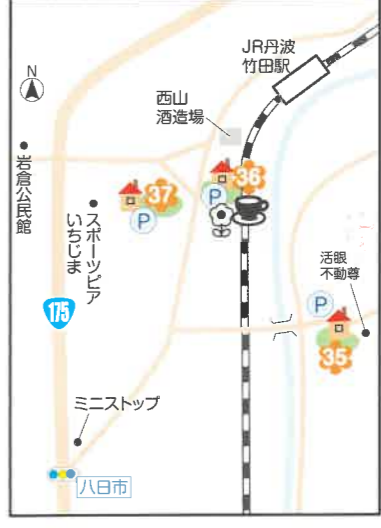 JR丹波
竹田駅
N
西山
酒造場
岩倉公民館
37
36
P
P
スポーツピア
いちじま
活眼
不動尊
175
P
35
ミニストップ
八日市